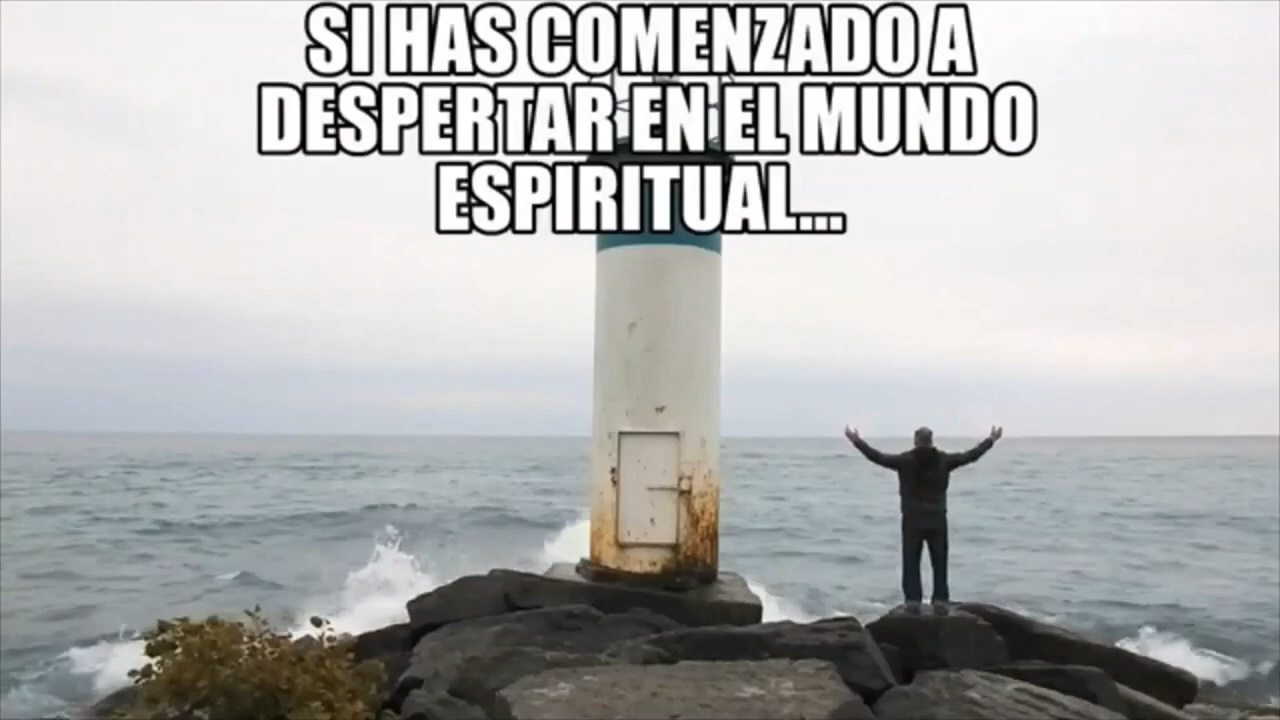 SI HAS COMENZADO A
DESPERTAR EN EL MUNDO
ESPIRITUAL...